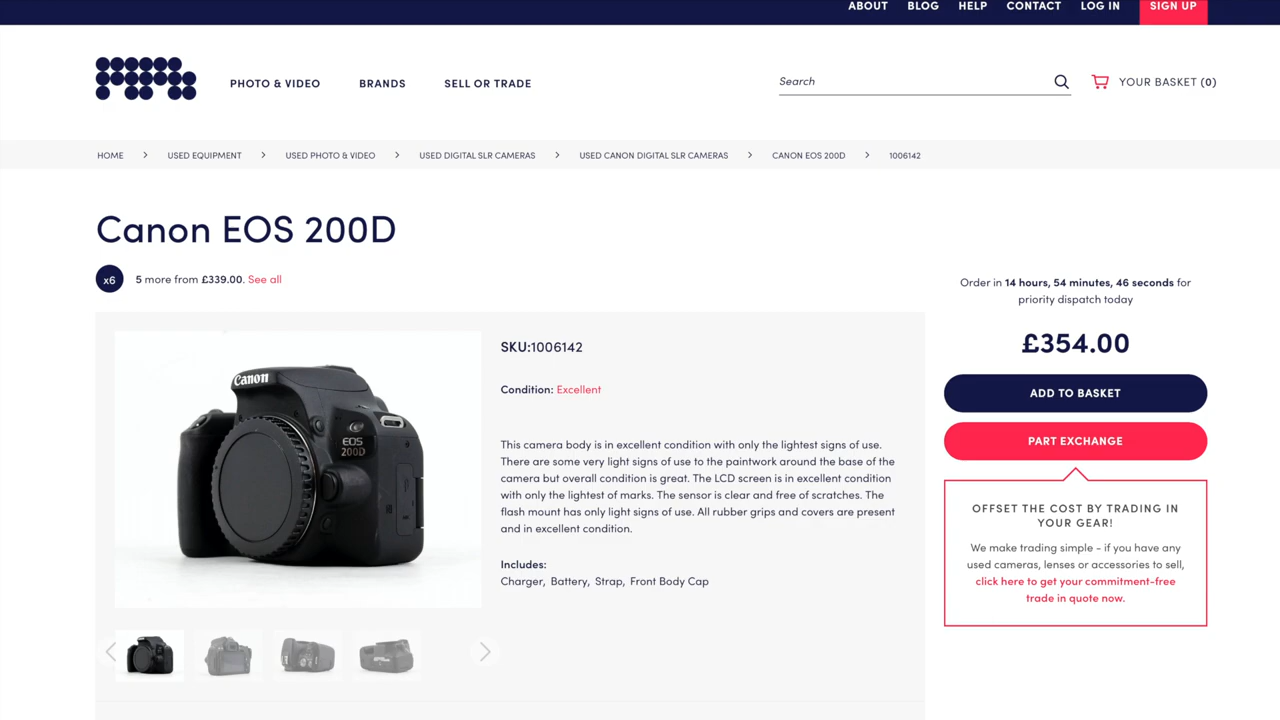 ABOUT BLOG HELP CONTACT LOG IN SIGN UP
PHOTO & VIDEO BRANDS SELL OR TRADE
Search
YOUR BASKET (0)
HOME > USED EQUIPMENT > USED PHOTO & VIDEO > USED DIGITAL SLR CAMERAS > USED CANON DIGITAL SLR CAMERAS > CANON EOS 200D > 1006142
Canon EOS 200D
x6
5 more from £339.00. See all
Canon
EOS
200D
SKU:1006142
Condition: Excellent
This camera body is in excellent condition with only the lightest signs of use.
There are some very light signs of use to the paintwork around the base of the
camera but overall condition is great. The LCD screen is in excellent condition
with only the lightest of marks. The sensor is clear and free of scratches. The
flash mount has only light signs of use. All rubber grips and covers are present
and in excellent condition.
Includes:
Charger, Battery, Strap, Front Body Cap
Order in 14 hours, 54 minutes, 46 seconds for
priority dispatch today
£354.00
ADD TO BASKET
PART EXCHANGE
OFFSET THE COST BY TRADING IN
YOUR GEAR!
We make trading simple - if you have any
used cameras, lenses or accessories to sell,
click here to get your commitment-free
trade in quote now.